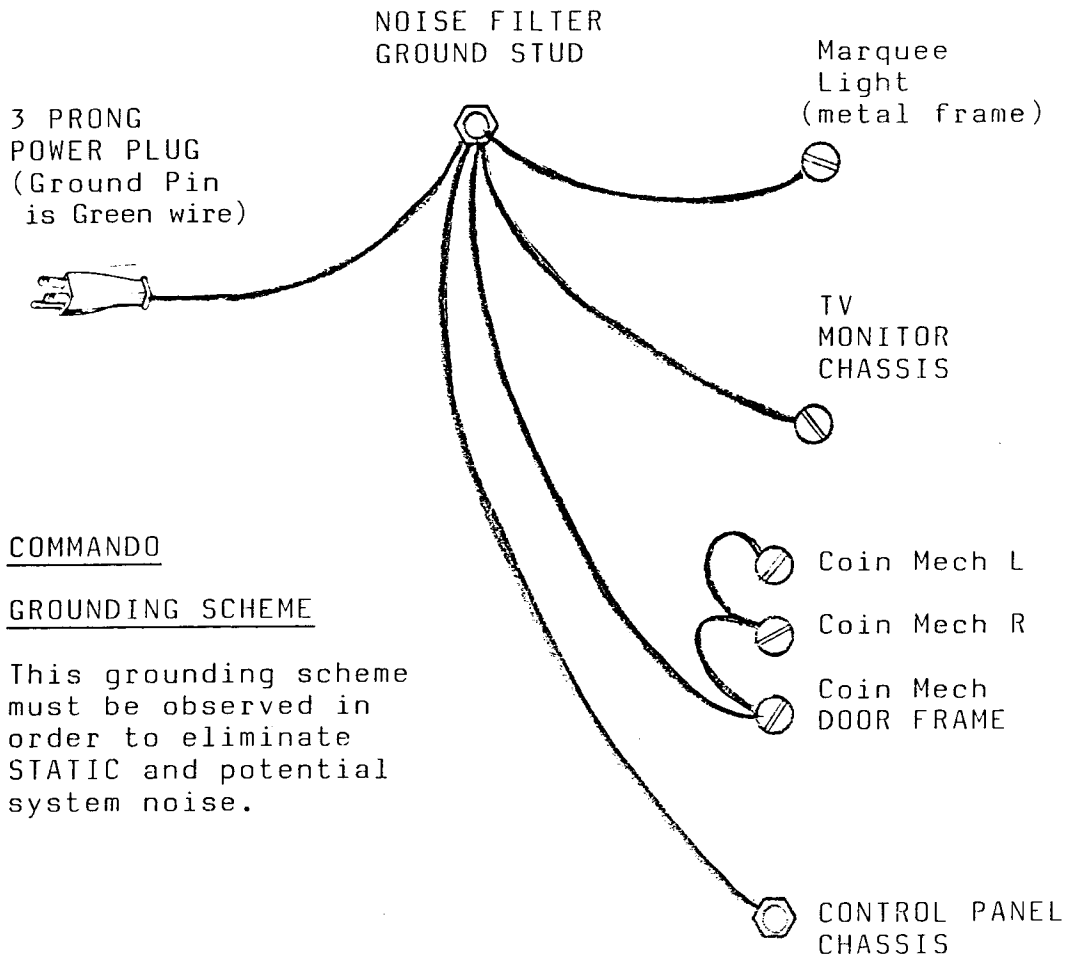 NOISE FILTER
GROUND STUD
Marquee
Light
(metal frame)
3 PRONG
POWER PLUG
(Ground Pin
is Green wire)
TV
MONITOR
CHASSIS
COMMANDO
GROUNDING SCHEME
This grounding scheme
must be observed in
order to eliminate
STATIC and potential
system noise.
Coin Mech L
Coin Mech R
Coin Mech
DOOR FRAME
CONTROL PANEL
CHASSIS